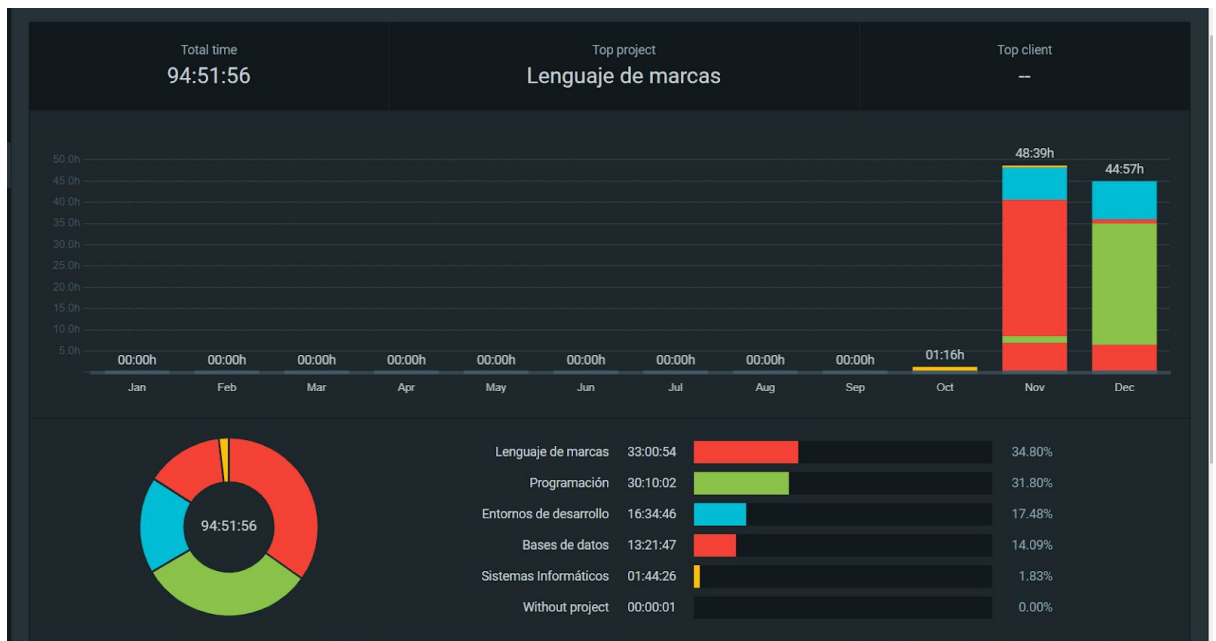 Total time
Top project
Top client
94:51:56
Lenguaje de marcas
--
48:39h
44:57h
50.0h
45.0h
40.0h
35.0h
30.0h
25.0h
20.0h
15.0h
10.0h
5.0h
00:00h 00:00h 00:00h 00:00h 00:00h 00:00h 00:00h 00:00h 00:00h 01:16h
Jan Feb Mar Apr May Jun Jul Aug Sep Oct Nov Dec
94:51:56
Lenguaje de marcas 33:00:54 34.80%
Programación 30:10:02 31.80%
Entornos de desarrollo 16:34:46 17.48%
Bases de datos 13:21:47 14.09%
Sistemas Informáticos 01:44:26 1.83%
Without project 00:00:01 0.00%